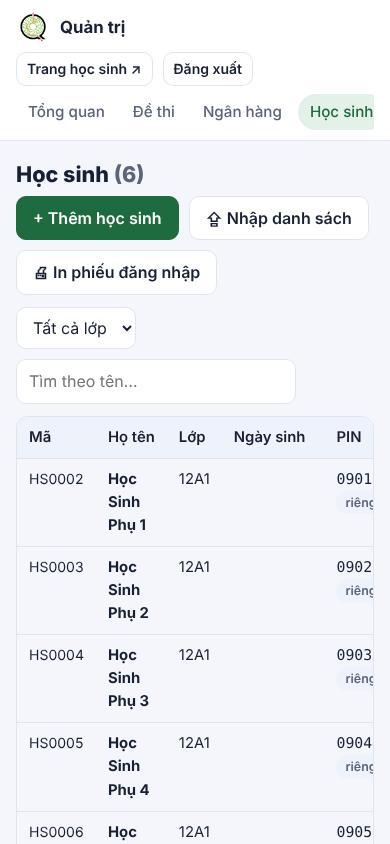 Quản trị
Trang học sinh ↗ Đăng xuất
Tổng quan Đề thi Ngân hàng Học sinh
Học sinh (6)
+ Thêm học sinh ⇪ Nhập danh sách
🖨 In phiếu đăng nhập
Tất cả lớp
Tìm theo tên...
Mã Họ tên Lớp Ngày sinh PIN
HS0002 Học 12A1 0901
Sinh riêng
Phụ 1
HS0003 Học 12A1 0902
Sinh riêng
Phụ 2
HS0004 Học 12A1 0903
Sinh riêng
Phụ 3
HS0005 Học 12A1 0904
Sinh riêng
Phụ 4
HS0006 Học 12A1 0905